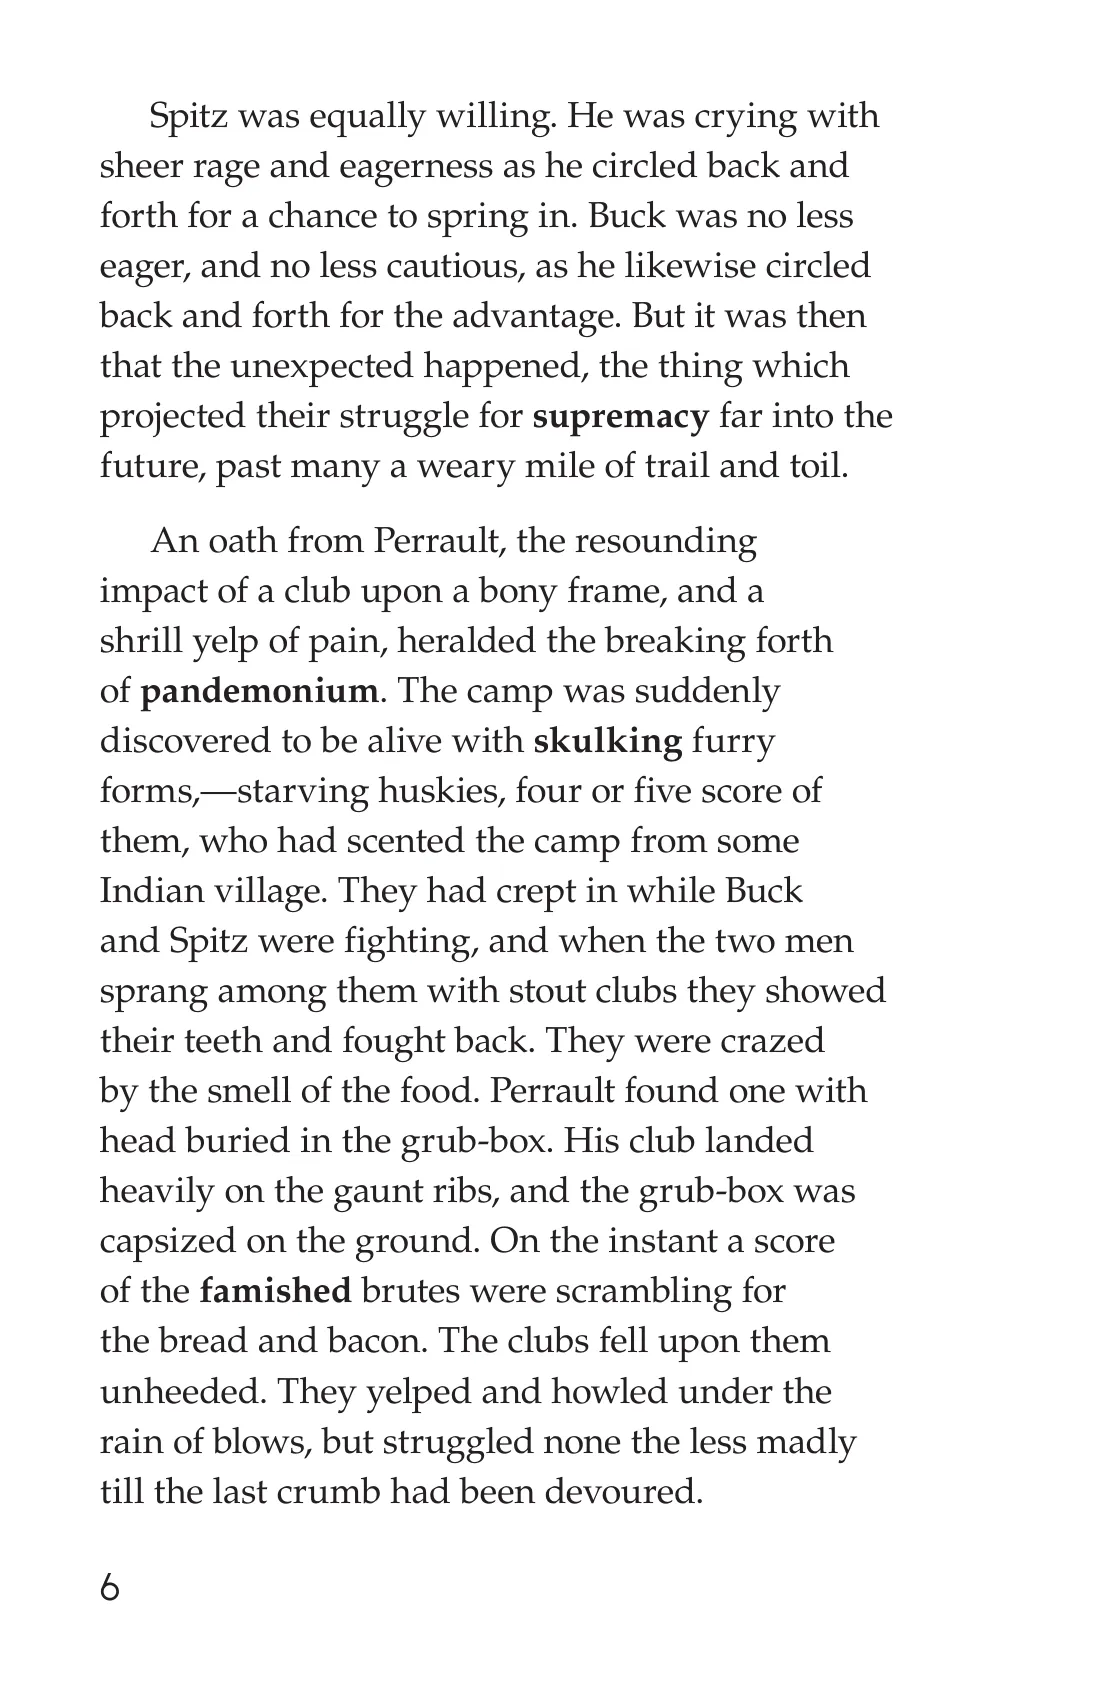 Spitz was equally willing. He was crying with
sheer rage and eagerness as he circled back and
forth for a chance to spring in. Buck was no less
eager, and no less cautious, as he likewise circled
back and forth for the advantage. But it was then
that the unexpected happened, the thing which
projected their struggle for supremacy far into the
future, past many a weary mile of trail and toil.
An oath from Perrault, the resounding
impact of a club upon a bony frame, and a
shrill yelp of pain, heralded the breaking forth
of pandemonium. The camp was suddenly
discovered to be alive with skulking furry
forms,—starving huskies, four or five score of
them, who had scented the camp from some
Indian village. They had crept in while Buck
and Spitz were fighting, and when the two men
sprang among them with stout clubs they showed
their teeth and fought back. They were crazed
by the smell of the food. Perrault found one with
head buried in the grub-box. His club landed
heavily on the gaunt ribs, and the grub-box was
capsized on the ground. On the instant a score
of the famished brutes were scrambling for
the bread and bacon. The clubs fell upon them
unheeded. They yelped and howled under the
rain of blows, but struggled none the less madly
till the last crumb had been devoured.
6